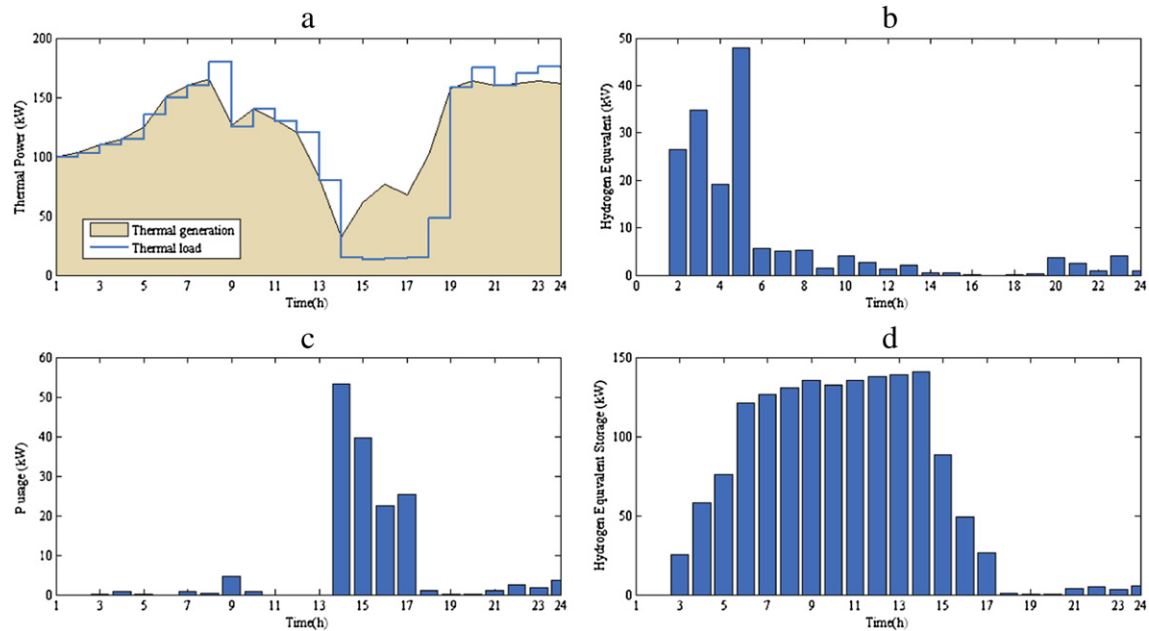 a
200
150
100
50
0
Thermal Power (kW)
Thermal generation
Thermal load
1 3 5 7 9 11 13 15 17 19 21 23 24
Time(h)
b
50
40
30
20
10
0
Hydrogen Equivalent (kW)
0 2 4 6 8 10 12 14 16 18 20 22 24
Time(h)
c
60
50
40
30
20
10
0
P usage (kW)
1 3 5 7 9 11 13 15 17 19 21 23 24
Time(h)
d
150
100
50
0
Hydrogen Equivalent Storage (kW)
1 3 5 7 9 11 13 15 17 19 21 23 24
Time(h)